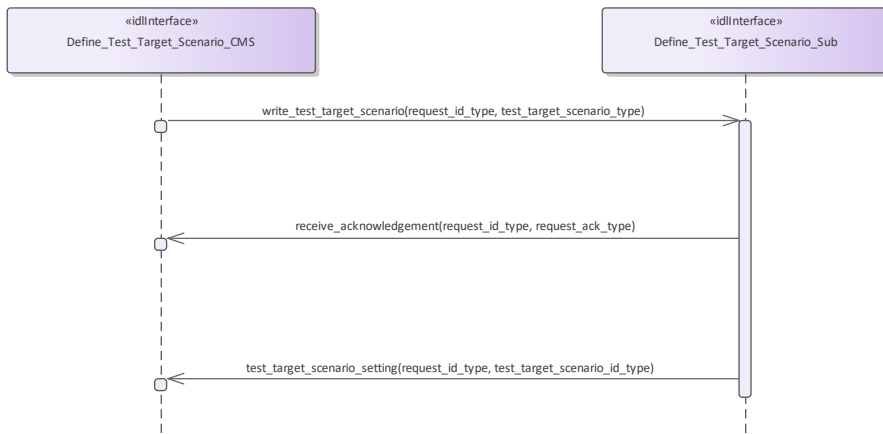 «idlInterface»
Define_Test_Target_Scenario_CMS
«idlInterface»
Define_Test_Target_Scenario_Sub
write_test_target_scenario(request_id_type, test_target_scenario_type)
receive_acknowledgement(request_id_type, request_ack_type)
test_target_scenario_setting(request_id_type, test_target_scenario_id_type)